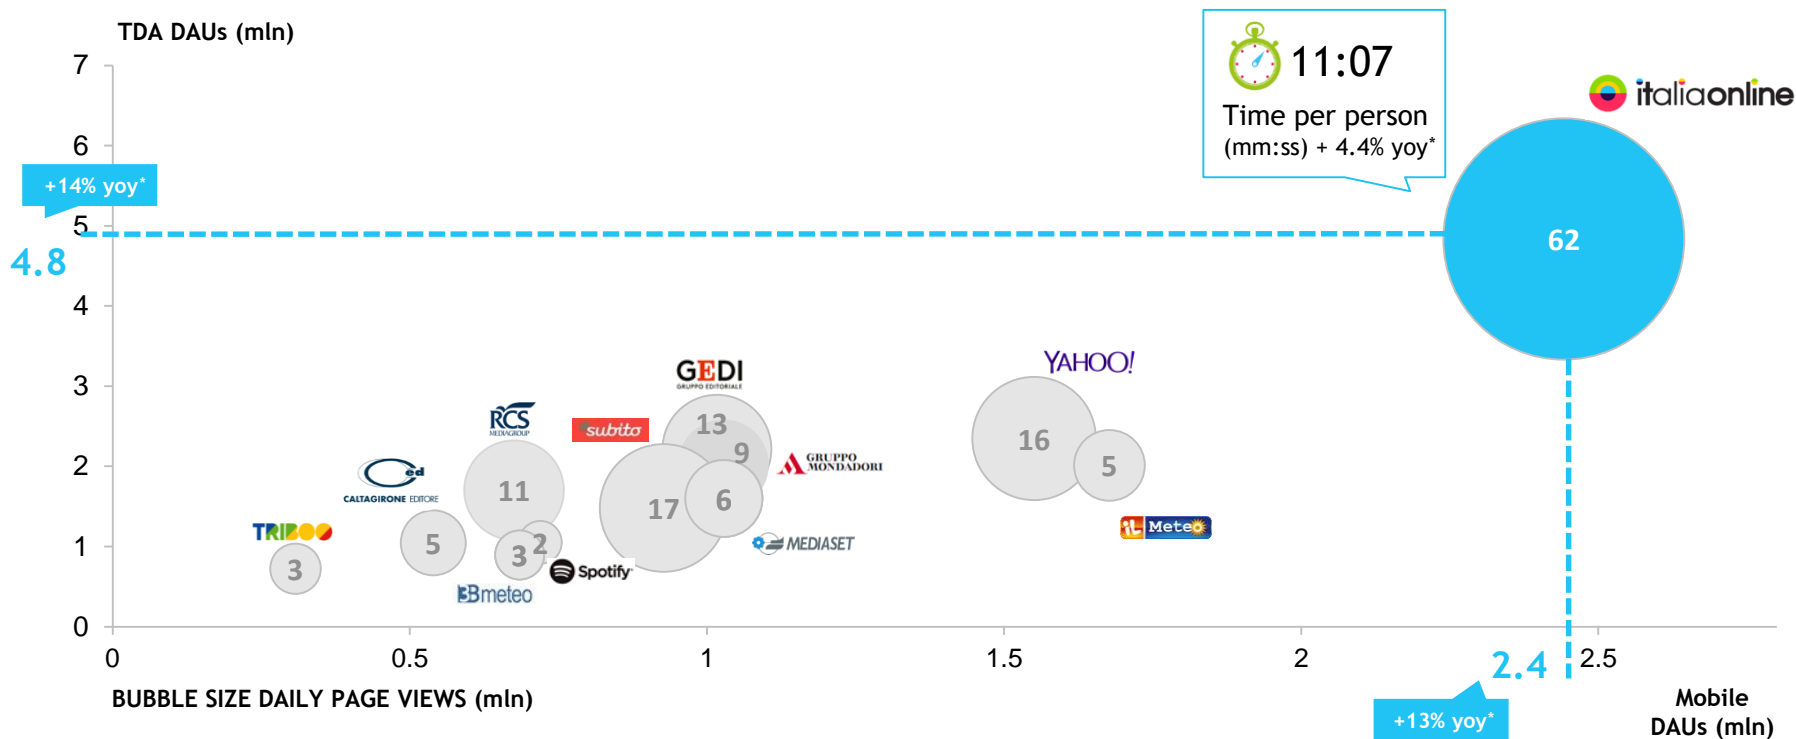 TDA DAUs (mln)
7
6
5
4
3
2
1
0
+14% yoy*
4.8
11:07
Time per person
(mm:ss) + 4.4% yoy*
italiaonline
62
YAHOO!
16
5
iL Meteo
GEDI
GRUPPO EDITORIALE
13
9
GRUPPO
MONDADORI
subito
17
6
MEDIASET
RCS
MEDIAGROUP
11
Ced
CALTAGIRONE EDITORE
5
3
2
3Bmeteo
Spotify
TRIBOO
3
0
0.5
1
1.5
2
2.5
2.4
+13% yoy*
BUBBLE SIZE DAILY PAGE VIEWS (mln)
Mobile
DAUs (mln)